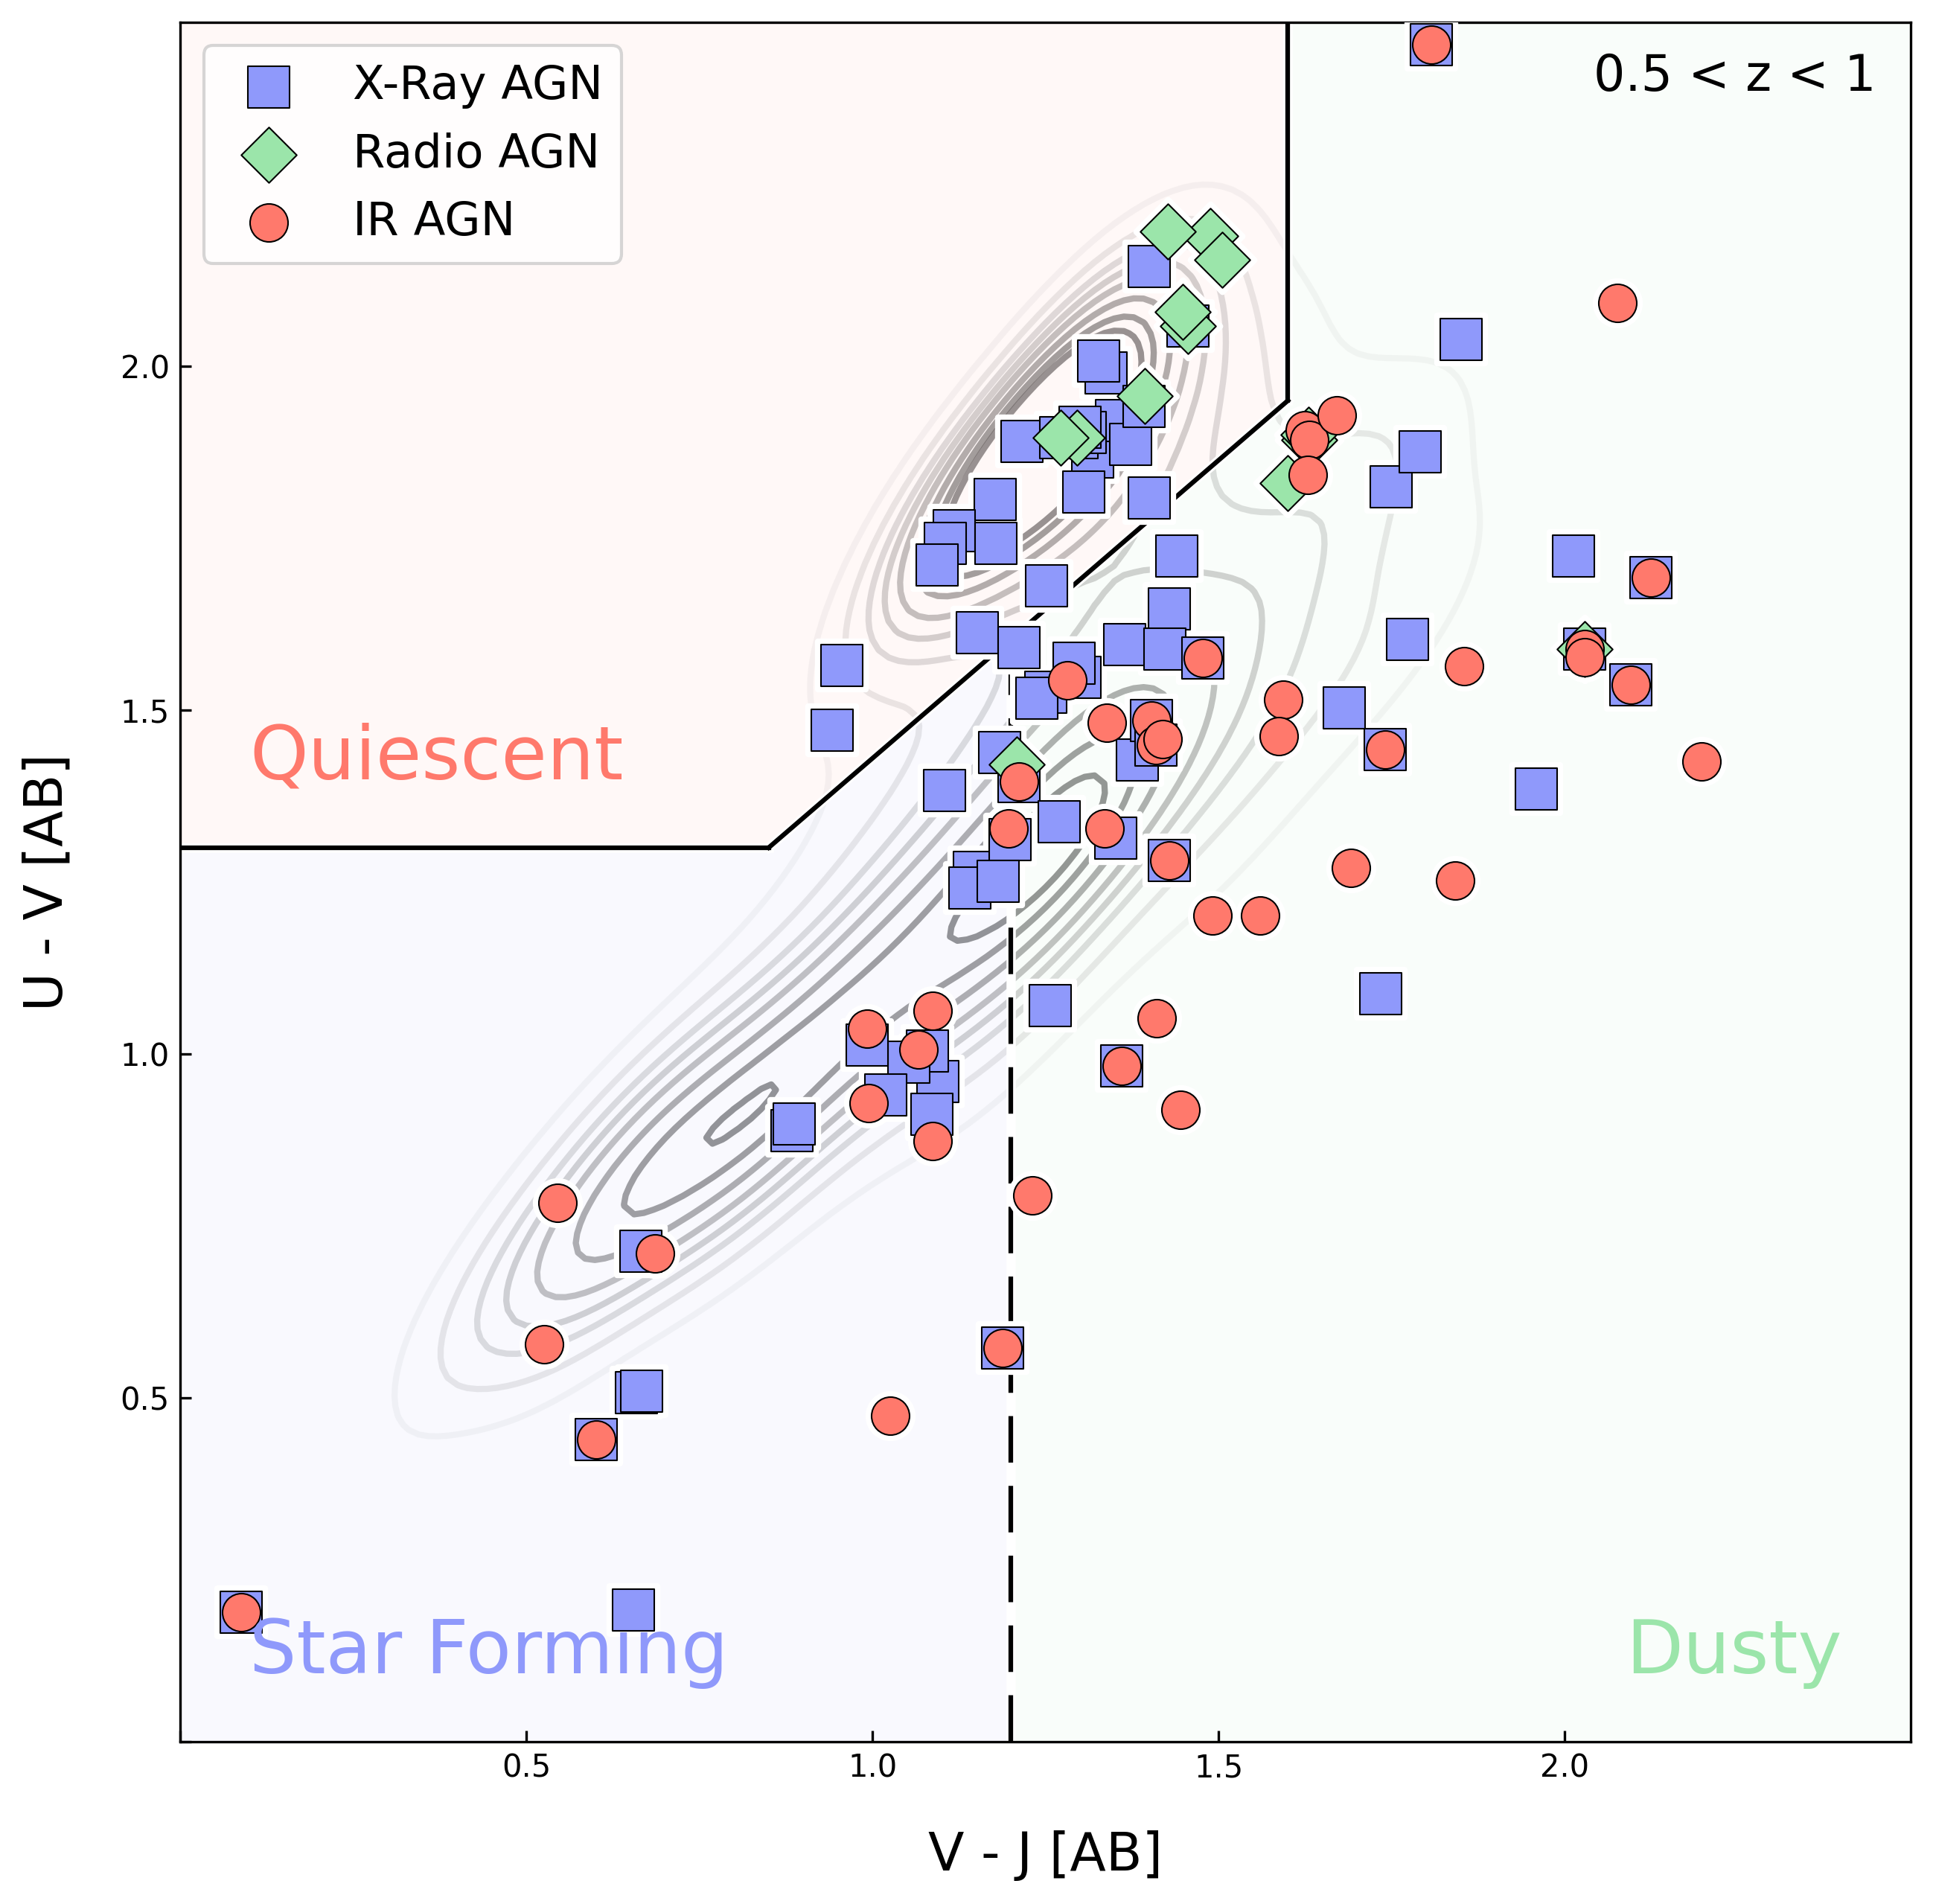 X-Ray AGN
Radio AGN
IR AGN
0.5 < z < 1
2.0
1.5
1.0
0.5
U - V [AB]
Quiescent
Star Forming
Dusty
0.5
1.0
1.5
2.0
V - J [AB]